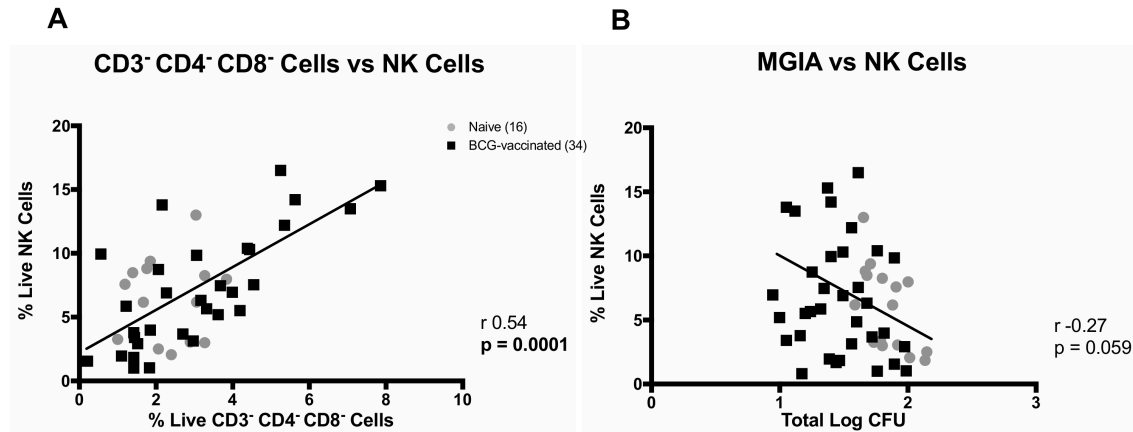 A
CD3⁻ CD4⁻ CD8⁻ Cells vs NK Cells
Naive (16)
BCG-vaccinated (34)
20
15
10
5
0
% Live NK Cells
0 2 4 6 8 10
% Live CD3⁻ CD4⁻CD8⁻ Cells
r 0.54
p = 0.0001
B
MGIA vs NK Cells
20
15
10
5
0
% Live NK Cells
0 1 2 3
Total Log CFU
r -0.27
p = 0.059